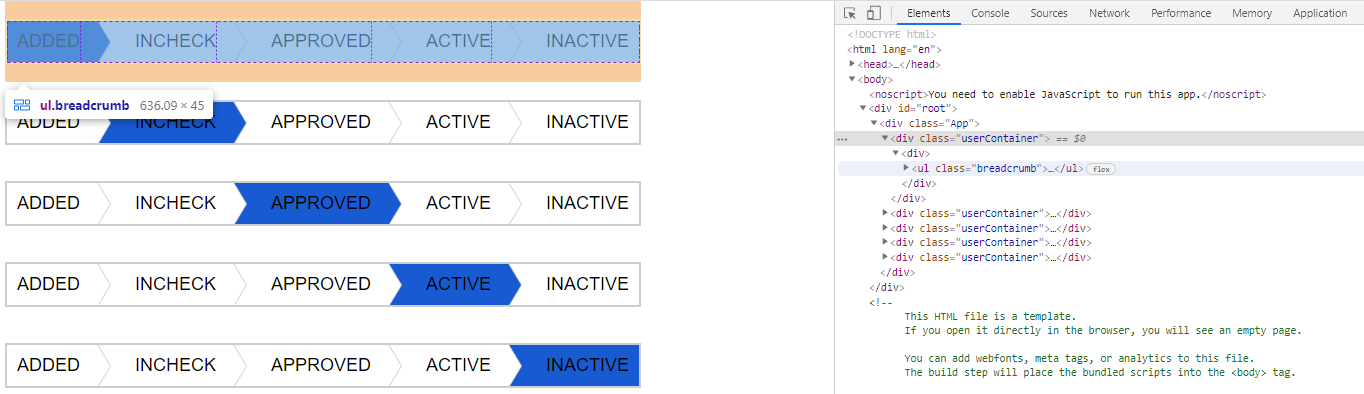 ADDED INCHECK APPROVED ACTIVE INACTIVE
ul.breadcrumb 636.09 × 45
ADDED INCHECK APPROVED ACTIVE INACTIVE
ADDED INCHECK APPROVED ACTIVE INACTIVE
ADDED INCHECK APPROVED ACTIVE INACTIVE
ADDED INCHECK APPROVED ACTIVE INACTIVE
Elements Console Sources Network Performance Memory Application
<!DOCTYPE html>
<html lang="en">
<head>…</head>
<body>
<noscript>You need to enable JavaScript to run this app.</noscript>
<div id="root">
<div class="App">
<div class="userContainer"> == $0
<div>
<ul class="breadcrumb">…</ul> flex
</div>
</div>
<div class="userContainer">…</div>
<div class="userContainer">…</div>
<div class="userContainer">…</div>
<div class="userContainer">…</div>
</div>
</div>
<!--
This HTML file is a template.
If you open it directly in the browser, you will see an empty page.
You can add webfonts, meta tags, or analytics to this file.
The build step will place the bundled scripts into the <body> tag.